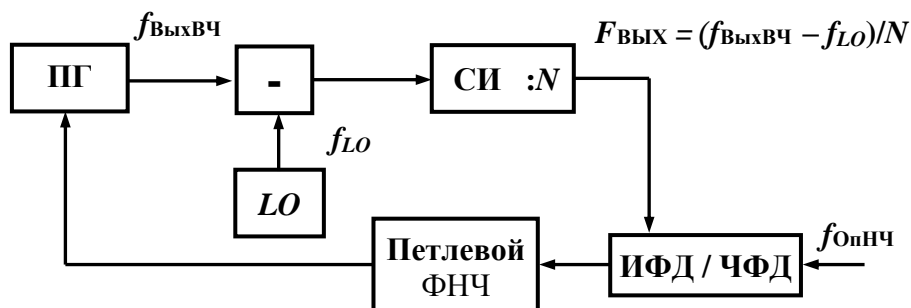 fВыхВЧ
FВЫХ = (fВыхВЧ – fLO)/N
ПГ
-
СИ :N
fLO
LO
Петлевой
ФНЧ
ИФД / ЧФД
fОпНЧ